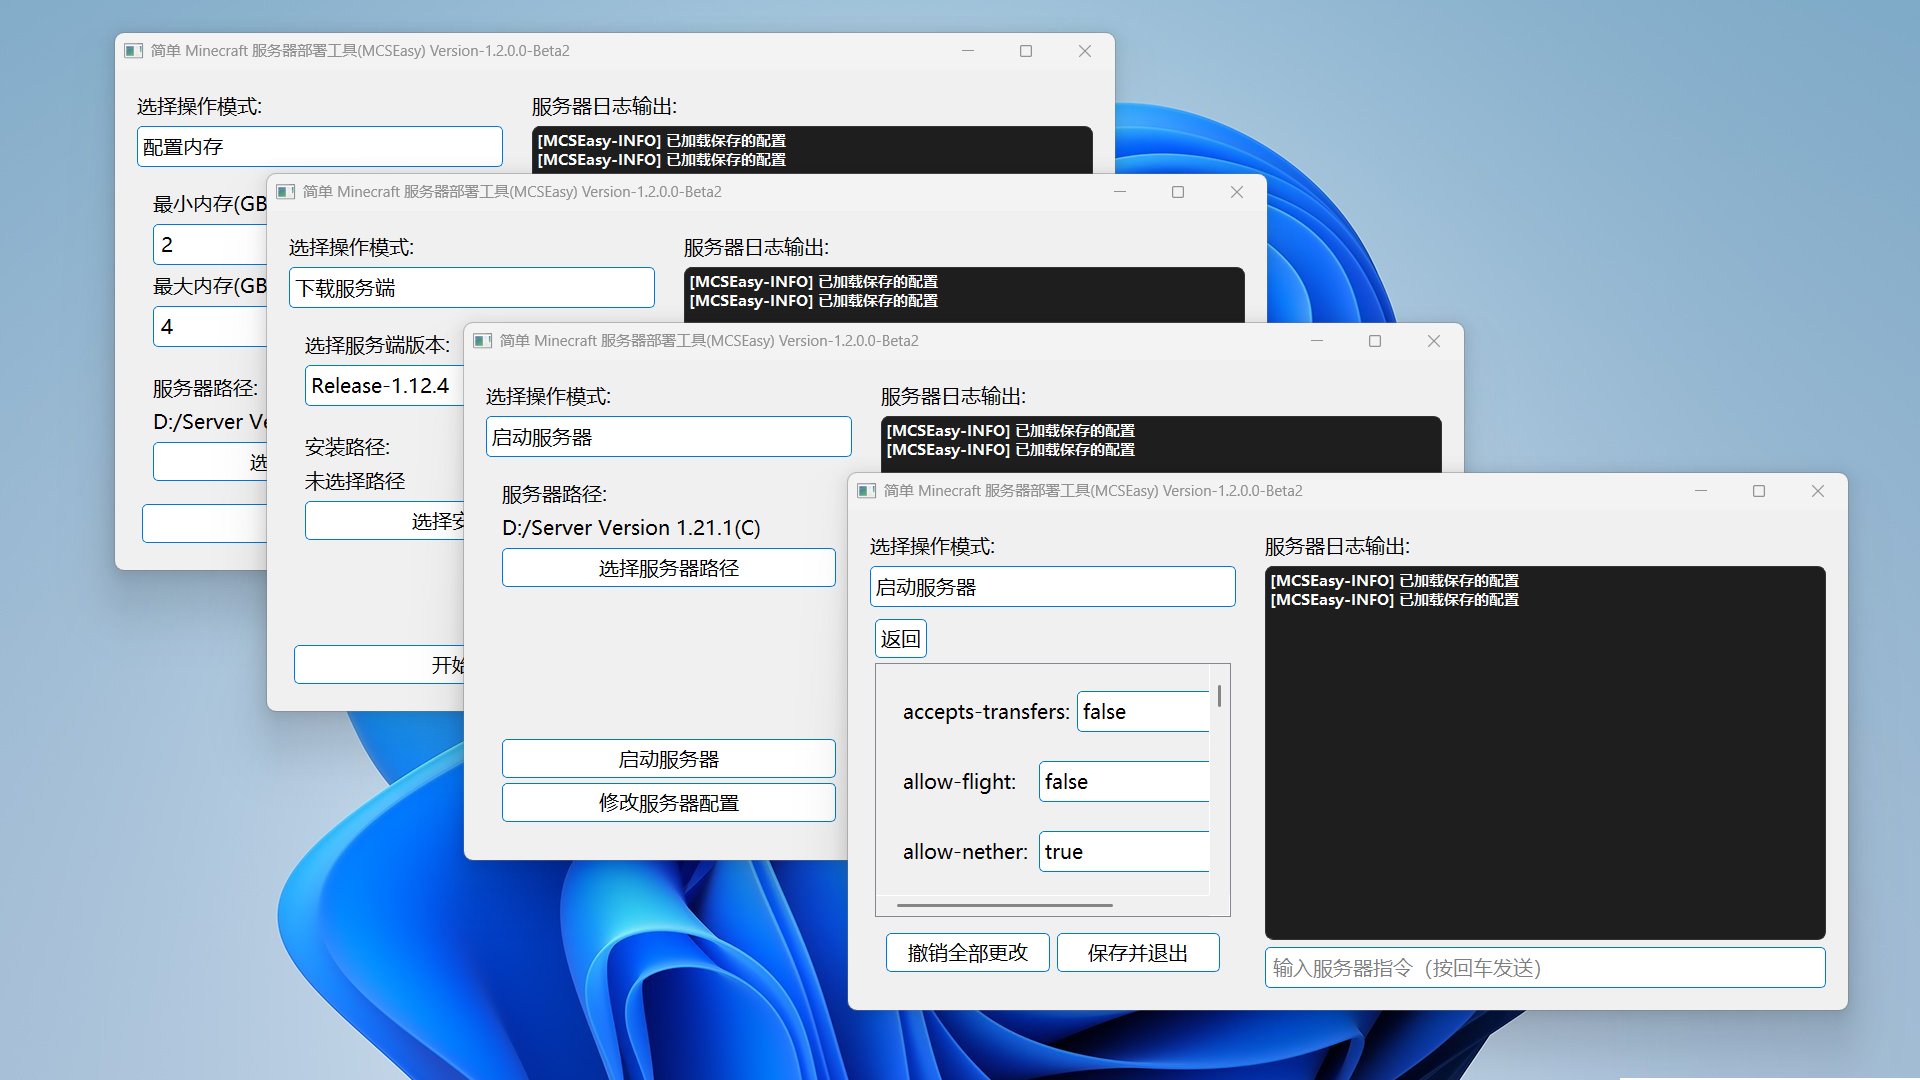 简单 Minecraft 服务器部署工具(MCSEasy) Version-1.2.0.0-Beta2
选择操作模式:
配置内存
最小内存(GB
2
最大内存(GB
4
服务器路径:
D:/Server Ve
选
服务器日志输出:
[MCSEasy-INFO] 已加载保存的配置
[MCSEasy-INFO] 已加载保存的配置
简单 Minecraft 服务器部署工具(MCSEasy) Version-1.2.0.0-Beta2
选择操作模式:
下载服务端
选择服务端版本:
Release-1.12.4
安装路径:
未选择路径
选择安
开始
服务器日志输出:
[MCSEasy-INFO] 已加载保存的配置
[MCSEasy-INFO] 已加载保存的配置
简单 Minecraft 服务器部署工具(MCSEasy) Version-1.2.0.0-Beta2
选择操作模式:
启动服务器
服务器路径:
D:/Server Version 1.21.1(C)
选择服务器路径
启动服务器
修改服务器配置
服务器日志输出:
[MCSEasy-INFO] 已加载保存的配置
[MCSEasy-INFO] 已加载保存的配置
简单 Minecraft 服务器部署工具(MCSEasy) Version-1.2.0.0-Beta2
选择操作模式:
启动服务器
返回
accepts-transfers: false
allow-flight: false
allow-nether: true
撤销全部更改 保存并退出
服务器日志输出:
[MCSEasy-INFO] 已加载保存的配置
[MCSEasy-INFO] 已加载保存的配置
输入服务器指令（按回车发送）